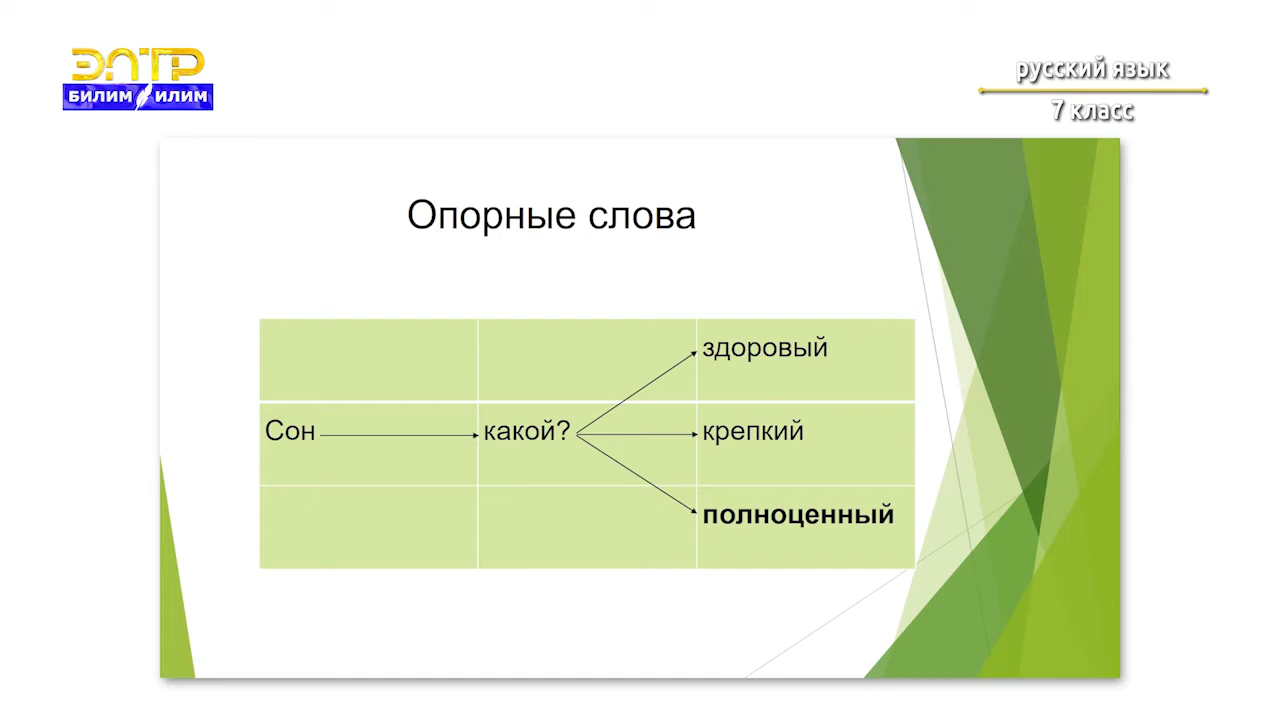 ЭЛТР
БИЛИМ ИЛИМ
русский язык
7 класс
Опорные слова
здоровый
Сон какой? крепкий
полноценный